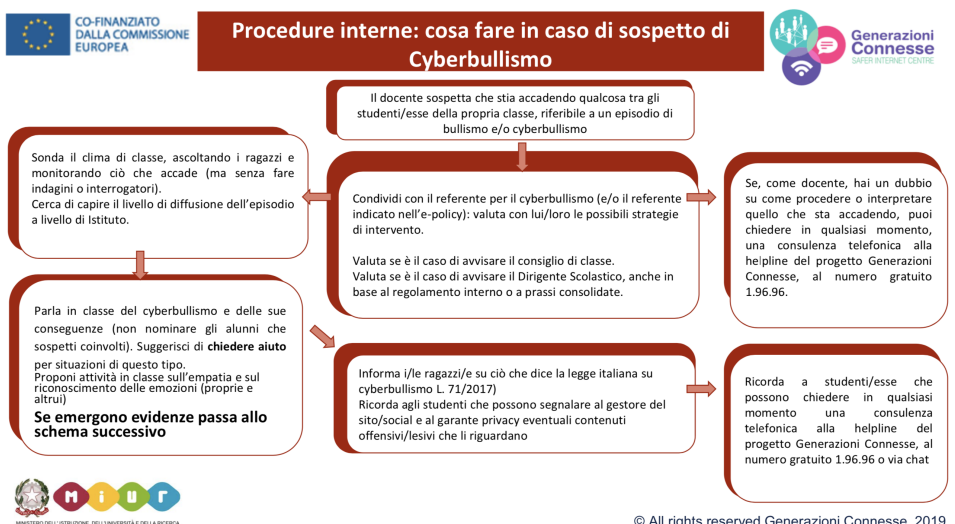 CO-FINANZIATO
DALLA COMMISSIONE
EUROPEA
Procedure interne: cosa fare in caso di sospetto di
Cyberbullismo
Generazioni
Connesse
SAFER INTERNET CENTRE
Il docente sospetta che stia accadendo qualcosa tra gli
studenti/esse della propria classe, riferibile a un episodio di
bullismo e/o cyberbullismo
Sonda il clima di classe, ascoltando i ragazzi e
monitorando ciò che accade (ma senza fare
indagini o interrogatori).
Cerca di capire il livello di diffusione dell’episodio
a livello di Istituto.
Condividi con il referente per il cyberbullismo (e/o il referente
indicato nell’e-policy): valuta con lui/loro le possibili strategie
di intervento.
Valuta se è il caso di avvisare il consiglio di classe.
Valuta se è il caso di avvisare il Dirigente Scolastico, anche in
base al regolamento interno o a prassi consolidate.
Se, come docente, hai un dubbio
su come procedere o interpretare
quello che sta accadendo, puoi
chiedere in qualsiasi momento,
una consulenza telefonica alla
helpline del progetto Generazioni
Connesse, al numero gratuito
1.96.96.
Parla in classe del cyberbullismo e delle sue
conseguenze (non nominare gli alunni che
sospetti coinvolti). Suggerisci di chiedere aiuto
per situazioni di questo tipo.
Proponi attività in classe sull’empatia e sul
riconoscimento delle emozioni (proprie e
altrui)
Se emergono evidenze passa allo
schema successivo
Informa i/le ragazzi/e su ciò che dice la legge italiana su
cyberbullismo L. 71/2017)
Ricorda agli studenti che possono segnalare al gestore del
sito/social e al garante privacy eventuali contenuti
offensivi/lesivi che li riguardano
Ricorda a studenti/esse che
possono chiedere in qualsiasi
momento una consulenza
telefonica alla helpline del
progetto Generazioni Connesse, al
numero gratuito 1.96.96 o via chat
miur
MINISTERO DELL'ISTRUZIONE, DELL'UNIVERSITÀ E DELLA RICERCA
© All rights reserved Generazioni Connesse, 2019